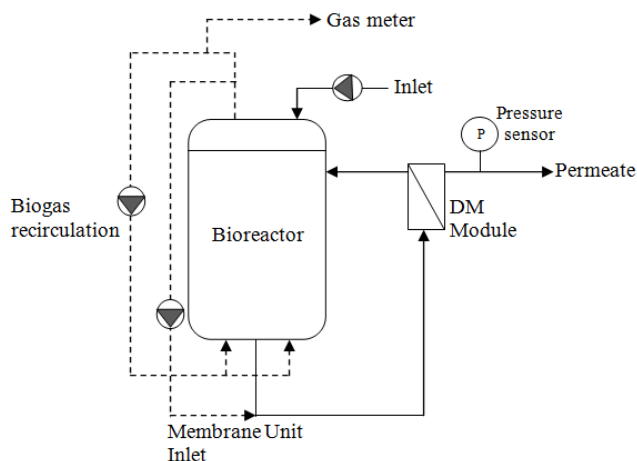 Gas meter
Inlet
Pressure
sensor
P
Permeate
Biogas
recirculation
Bioreactor
DM
Module
Membrane Unit
Inlet